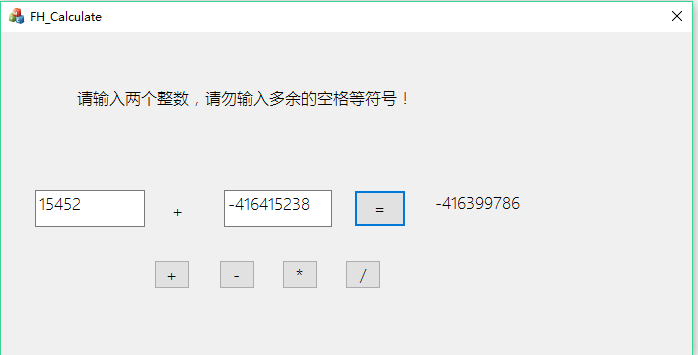 FH_Calculate
请输入两个整数，请勿输入多余的空格等符号！
15452 + -416415238 = -416399786
+ - * /